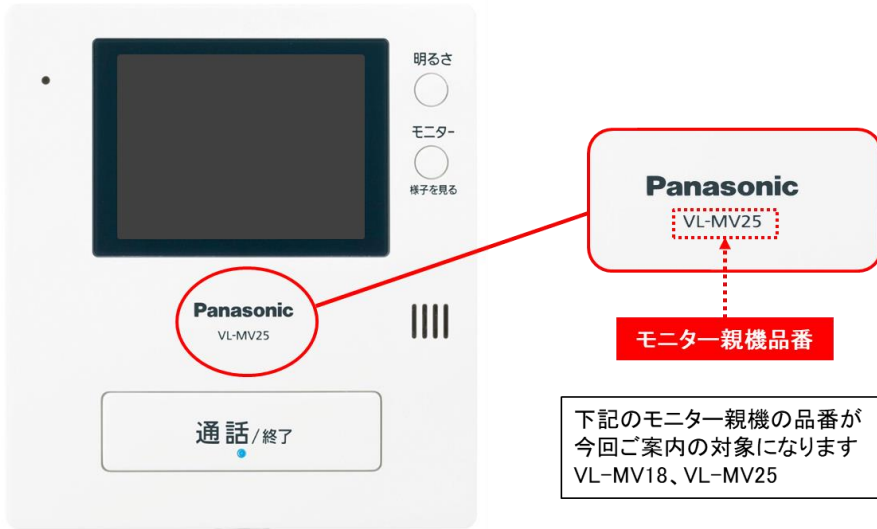 明るさ
モニター
様子を見る
Panasonic
VL-MV25
通話/終了
Panasonic
VL-MV25
モニター親機品番
下記のモニター親機の品番が
今回ご案内の対象になります
VL-MV18、VL-MV25